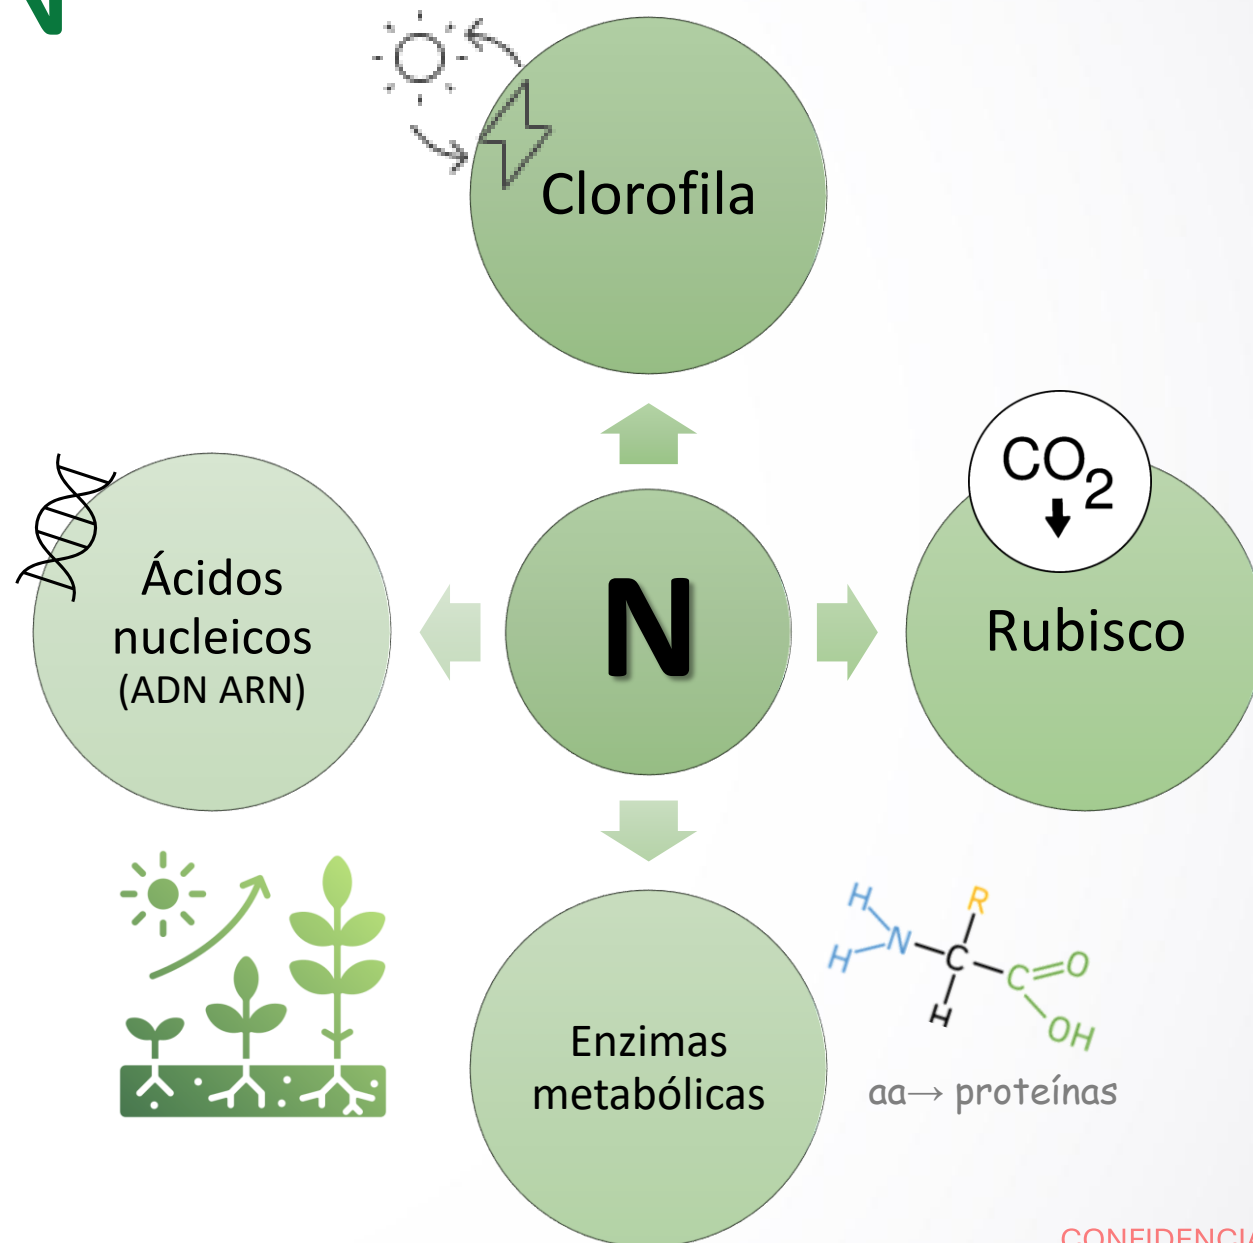 N
Clorofila
CO2
Ácidos
nucleicos
(ADN ARN)
N
Rubisco
Enzimas
metabólicas
H
H
N
R
C
H
C
O
OH
aa→ proteínas